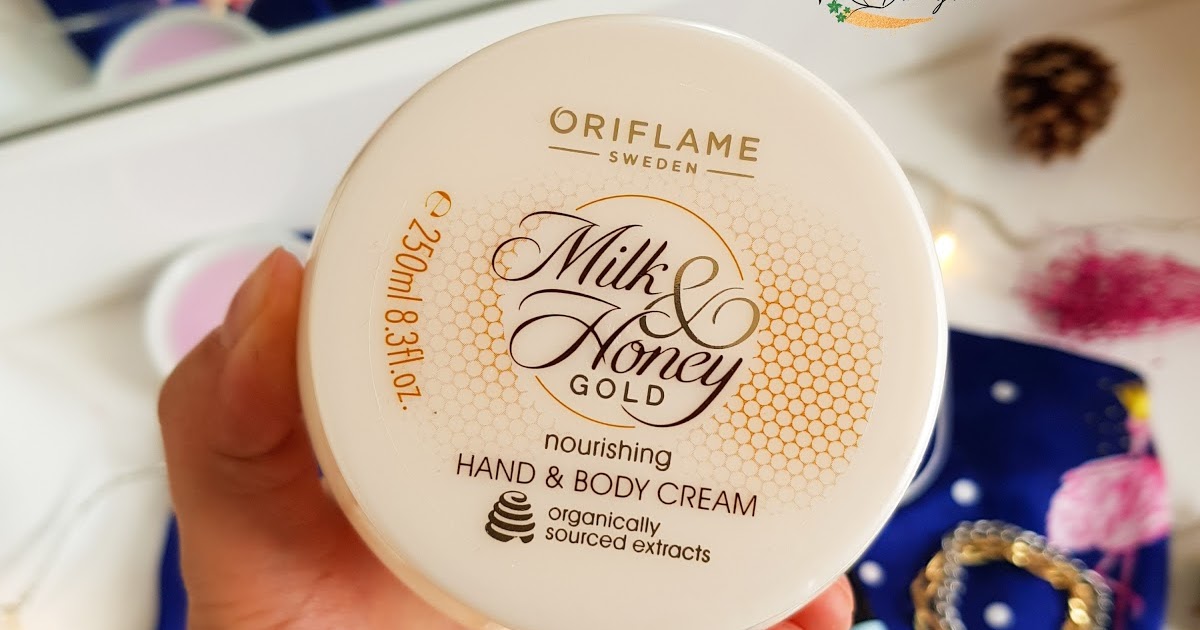 ORIFLAME
SWEDEN
Milk &
Honey
GOLD
nourishing
HAND & BODY CREAM
organically
sourced extracts
e 250ml 8.3fl.oz.